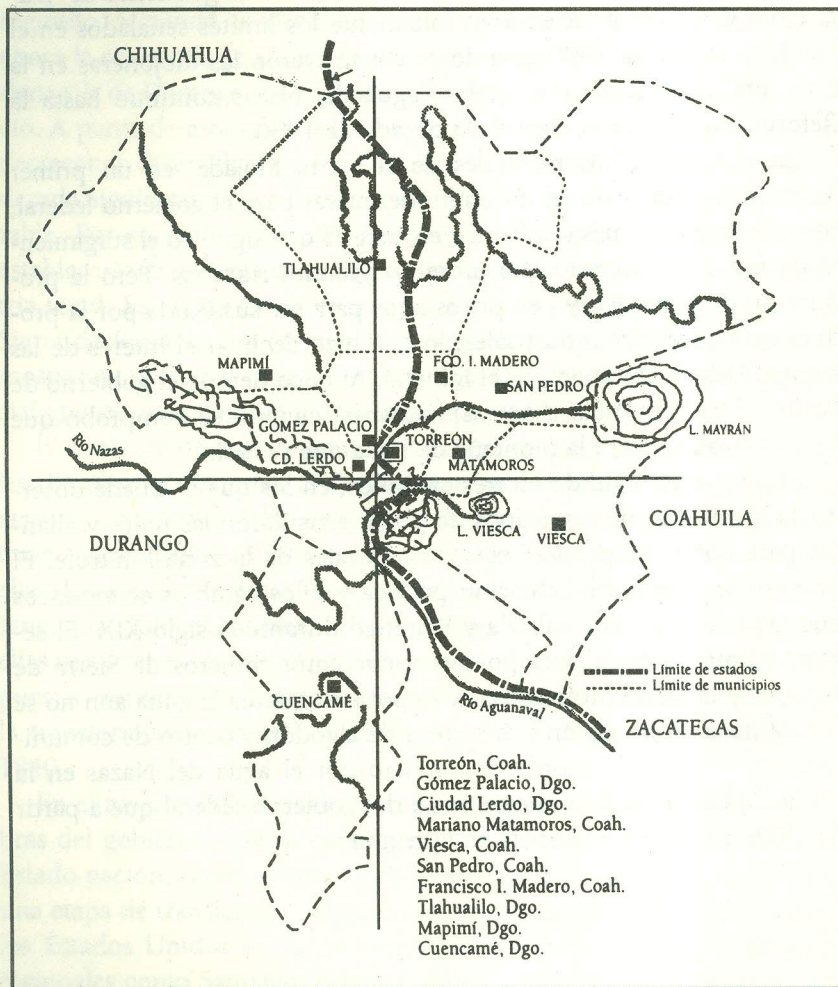 CHIHUAHUA
TLAHUALILO
MAPIMÍ
FCO. I. MADERO
SAN PEDRO
L. MAYRÁN
GÓMEZ PALACIO
TORREÓN
Río Nazas
CD. LERDO
MATAMOROS
DURANGO
L. VIESCA
VIESCA
COAHUILA
Límite de estados
Límite de municipios
CUENCAMÉ
Río Aguanaval
ZACATECAS
Torreón, Coah.
Gómez Palacio, Dgo.
Ciudad Lerdo, Dgo.
Mariano Matamoros, Coah.
Viesca, Coah.
San Pedro, Coah.
Francisco I. Madero, Coah.
Tlahualilo, Dgo.
Mapimí, Dgo.
Cuencamé, Dgo.